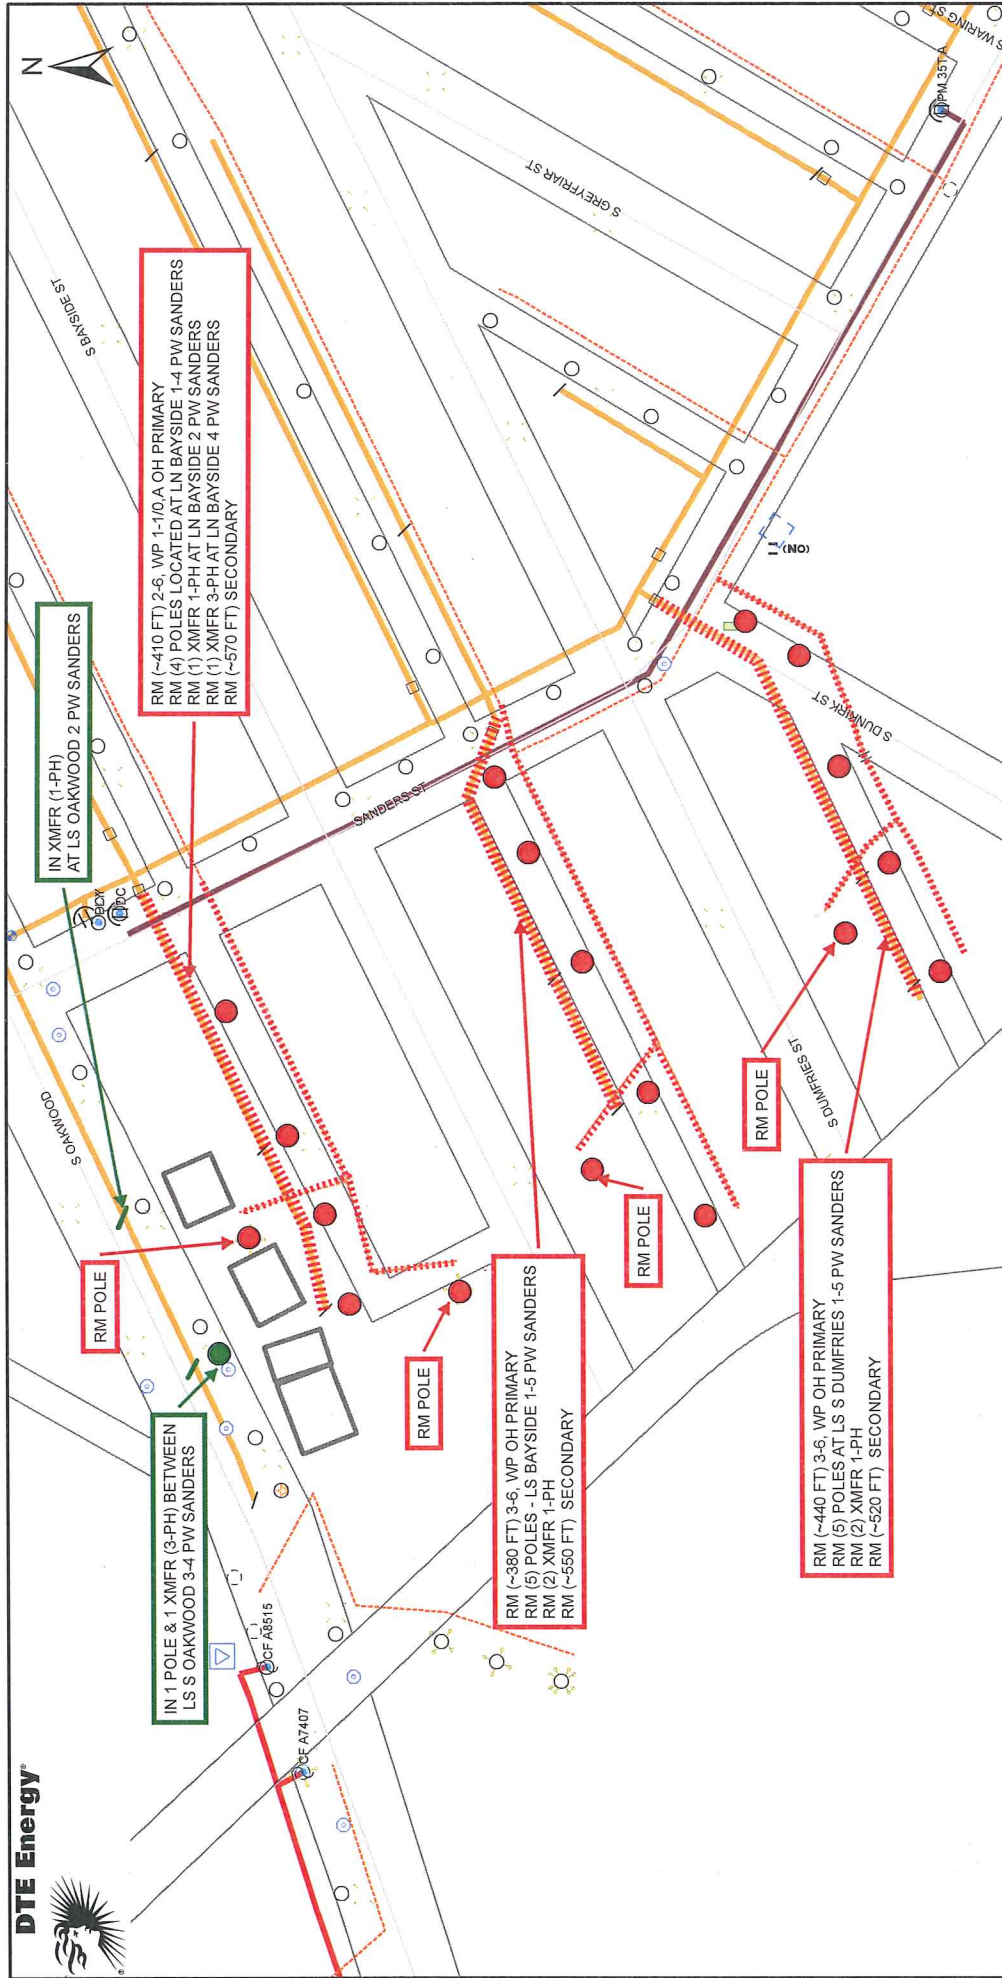 DTE Energy®
N
IN 1 POLE & 1 XMFR (3-PH) BETWEEN
LS S OAKWOOD 3-4 PW SANDERS
RM POLE
IN XMFR (1-PH)
AT LS OAKWOOD 2 PW SANDERS
S OAKWOOD
S BAYSIDE ST
RM (~410 FT) 2-6, WP 1-1/0,A OH PRIMARY
RM (4) POLES LOCATED AT LN BAYSIDE 1-4 PW SANDERS
RM (1) XMFR 1-PH AT LN BAYSIDE 2 PW SANDERS
RM (1) XMFR 3-PH AT LN BAYSIDE 4 PW SANDERS
RM (~570 FT) SECONDARY
CF A8515
CF A7407
DC
SANDERS ST
RM POLE
S GREYFRIAR ST
S WARING ST
PM 35T-A
RM (~380 FT) 3-6, WP OH PRIMARY
RM (5) POLES - LS BAYSIDE 1-5 PW SANDERS
RM (2) XMFR 1-PH
RM (~550 FT) SECONDARY
RM POLE
RM POLE
(NO)
S DUNKIRK ST
S DUMFRIES ST
RM (~440 FT) 3-6, WP OH PRIMARY
RM (5) POLES AT LS S DUMFRIES 1-5 PW SANDERS
RM (2) XMFR 1-PH
RM (~520 FT) SECONDARY